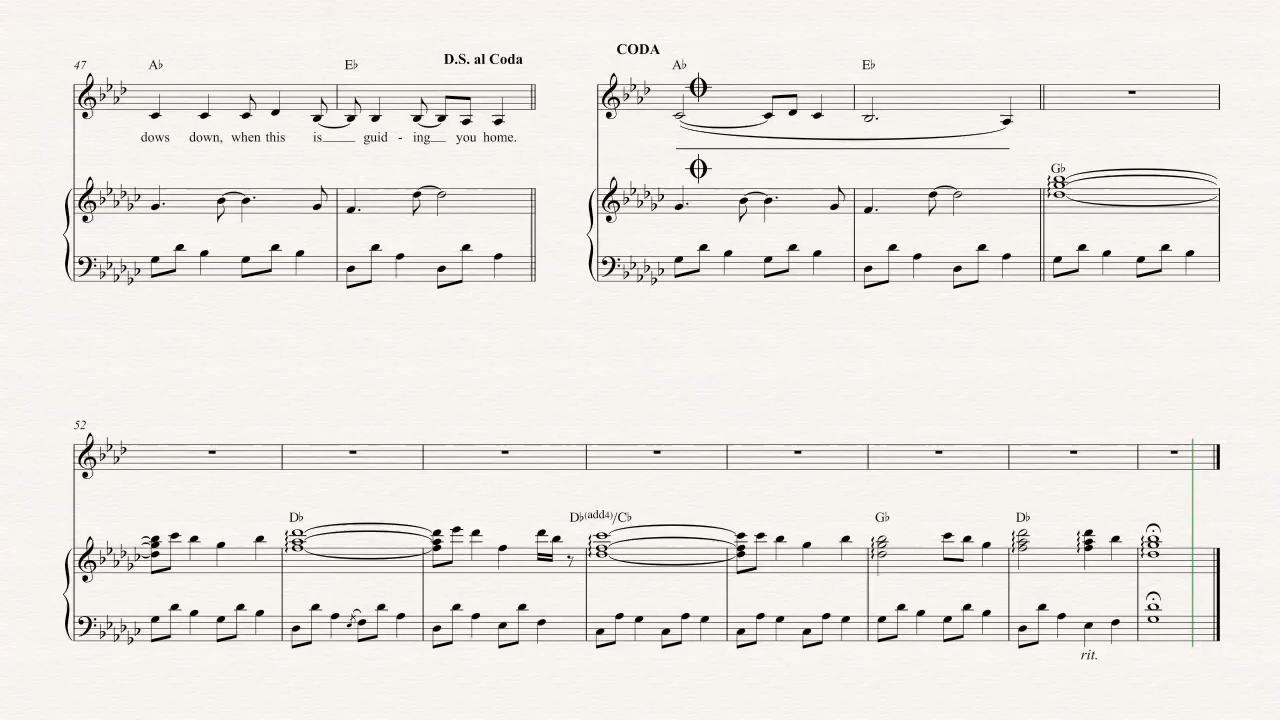 D.S. al Coda
CODA
47 A♭ E♭ A♭ E♭
dows down, when this is guid - ing you home.
G♭
52
D♭ D♭(add4)/C♭ G♭ D♭
rit.